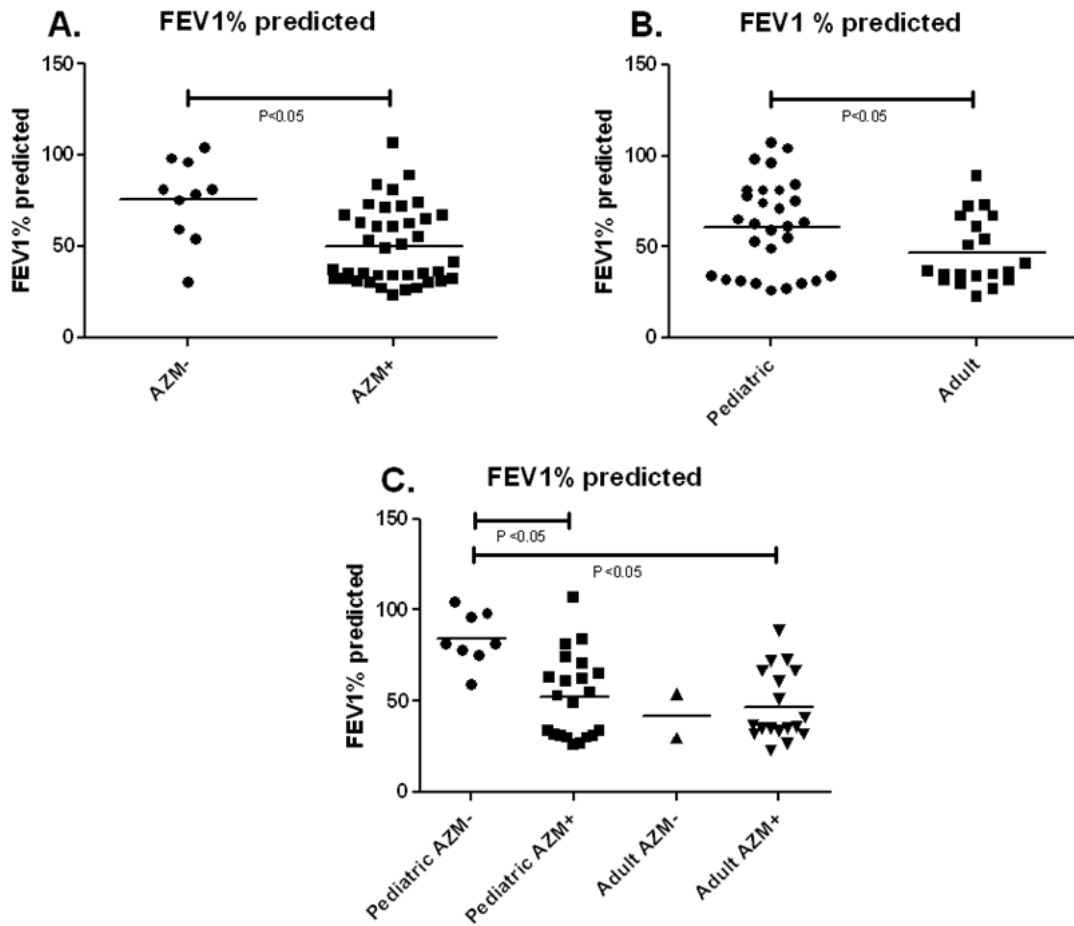 A.
FEV1% predicted
150
100
50
0
FEV1% predicted
P<0.05
AZM-
AZM+
B.
FEV1 % predicted
150
100
50
0
FEV1% predicted
P<0.05
Pediatric
Adult
C.
FEV1% predicted
150
100
50
0
FEV1% predicted
P <0.05
P <0.05
Pediatric AZM-
Pediatric AZM+
Adult AZM-
Adult AZM+